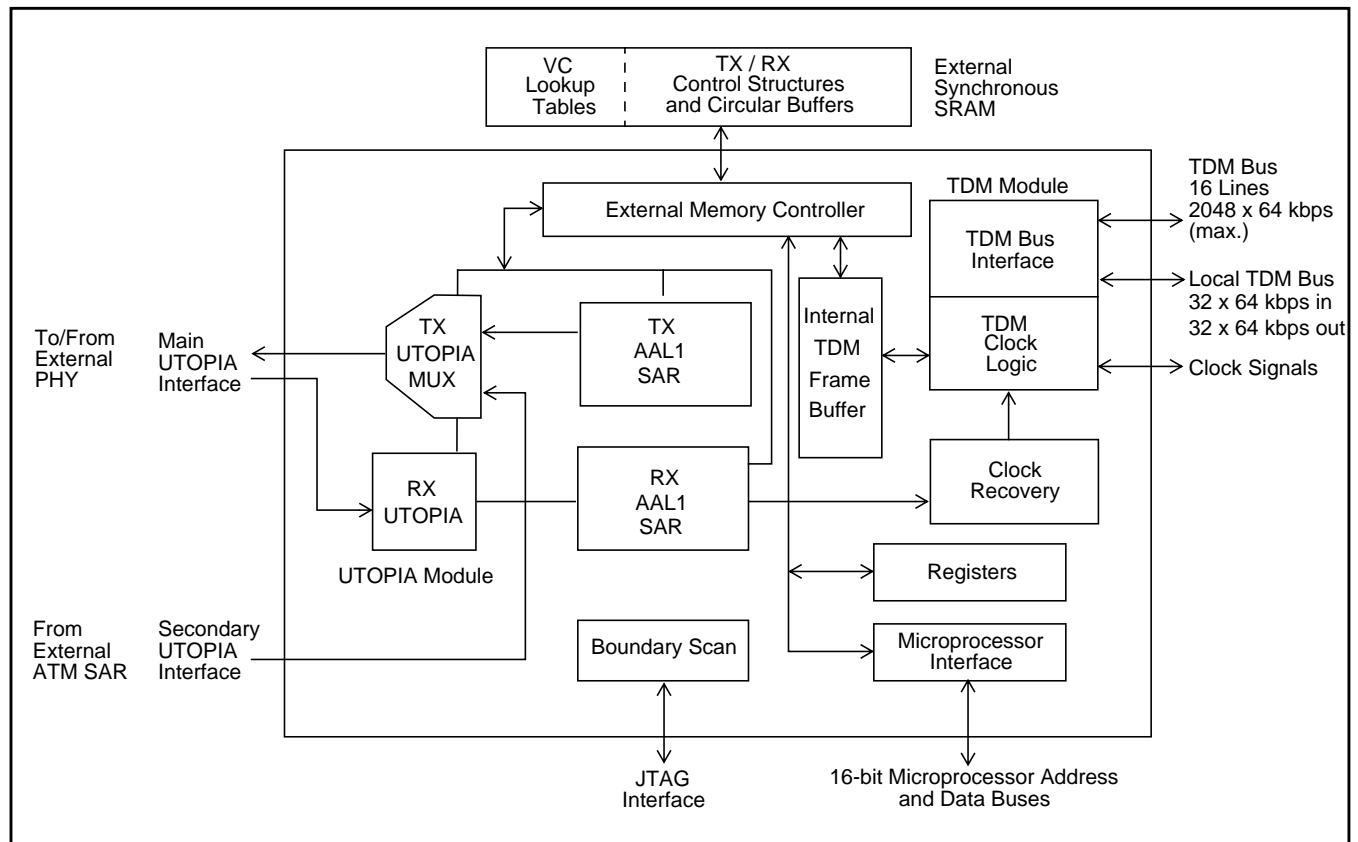 VC
Lookup
Tables
TX / RX
Control Structures
and Circular Buffers
External
Synchronous
SRAM
External Memory Controller
TDM Module
TDM Bus
Interface
TDM
Clock
Logic
TDM Bus
16 Lines
2048 x 64 kbps
(max.)
Local TDM Bus
32 x 64 kbps in
32 x 64 kbps out
Clock Signals
To/From
External
PHY
Main
UTOPIA
Interface
TX
UTOPIA
MUX
TX
AAL1
SAR
Internal
TDM
Frame
Buffer
RX
UTOPIA
UTOPIA Module
RX
AAL1
SAR
Clock
Recovery
Registers
From
External
ATM SAR
Secondary
UTOPIA
Interface
Boundary Scan
Microprocessor
Interface
JTAG
Interface
16-bit Microprocessor Address
and Data Buses